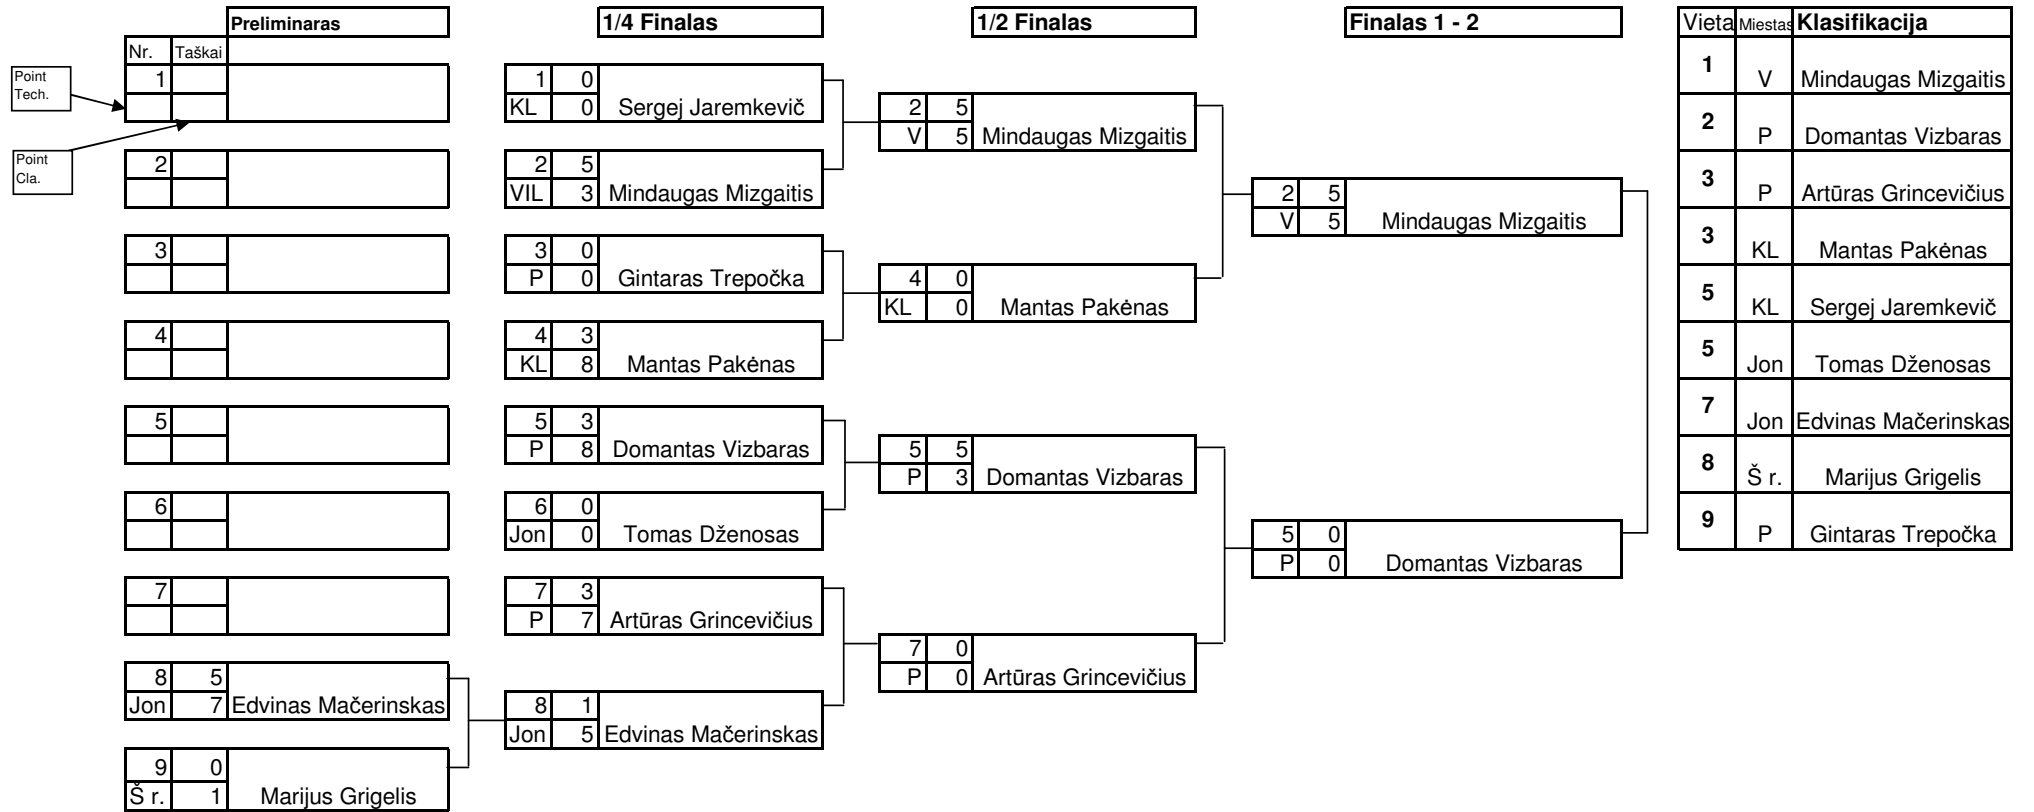 Preliminaras 1/4 Finalas 1/2 Finalas Finalas 1 - 2 Vieta Miestas Klasifikacija
Nr. Taškai
Point
Tech.
Point
Cla.
1
2
3
4
5
6
7
8 5
Jon 7 Edvinas Mačerinskas
9 0
Š r. 1 Marijus Grigelis
1 0
KL 0 Sergej Jaremkevič
2 5
VIL 3 Mindaugas Mizgaitis
3 0
P 0 Gintaras Trepočka
4 3
KL 8 Mantas Pakėnas
5 3
P 8 Domantas Vizbaras
6 0
Jon 0 Tomas Dženosas
7 3
P 7 Artūras Grincevičius
8 1
Jon 5 Edvinas Mačerinskas
2 5
V 5 Mindaugas Mizgaitis
4 0
KL 0 Mantas Pakėnas
5 5
P 3 Domantas Vizbaras
7 0
P 0 Artūras Grincevičius
2 5
V 5 Mindaugas Mizgaitis
5 0
P 0 Domantas Vizbaras
1 V Mindaugas Mizgaitis
2 P Domantas Vizbaras
3 P Artūras Grincevičius
3 KL Mantas Pakėnas
5 KL Sergej Jaremkevič
5 Jon Tomas Dženosas
7 Jon Edvinas Mačerinskas
8 Š r. Marijus Grigelis
9 P Gintaras Trepočka